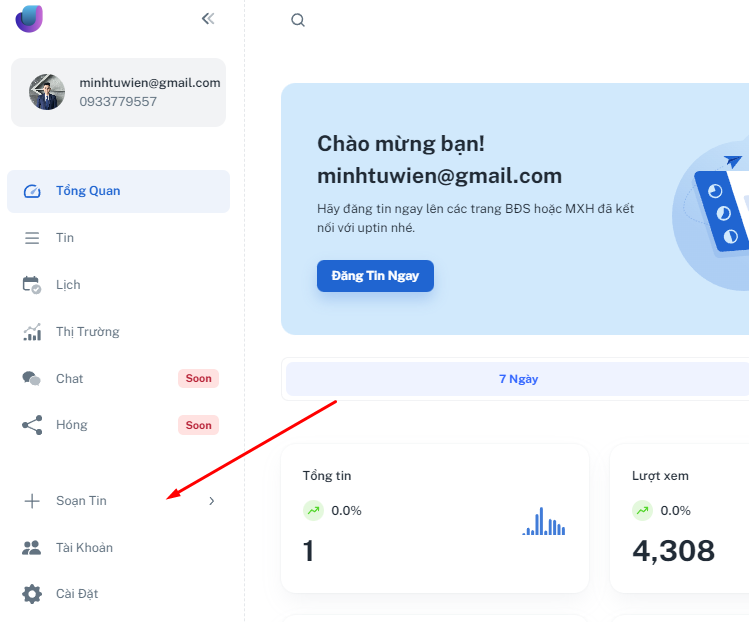 minhtuwien@gmail.com
0933779557
Tổng Quan
Tin
Lịch
Thị Trường
Chat
Soon
Hóng
Soon
Soạn Tin
Tài Khoản
Cài Đặt
Chào mừng bạn!
minhtuwien@gmail.com
Hãy đăng tin ngay lên các trang BĐS hoặc MXH đã kết
nối với uptin nhé.
Đăng Tin Ngay
7 Ngày
Tổng tin
0.0%
1
Lượt xem
0.0%
4,308